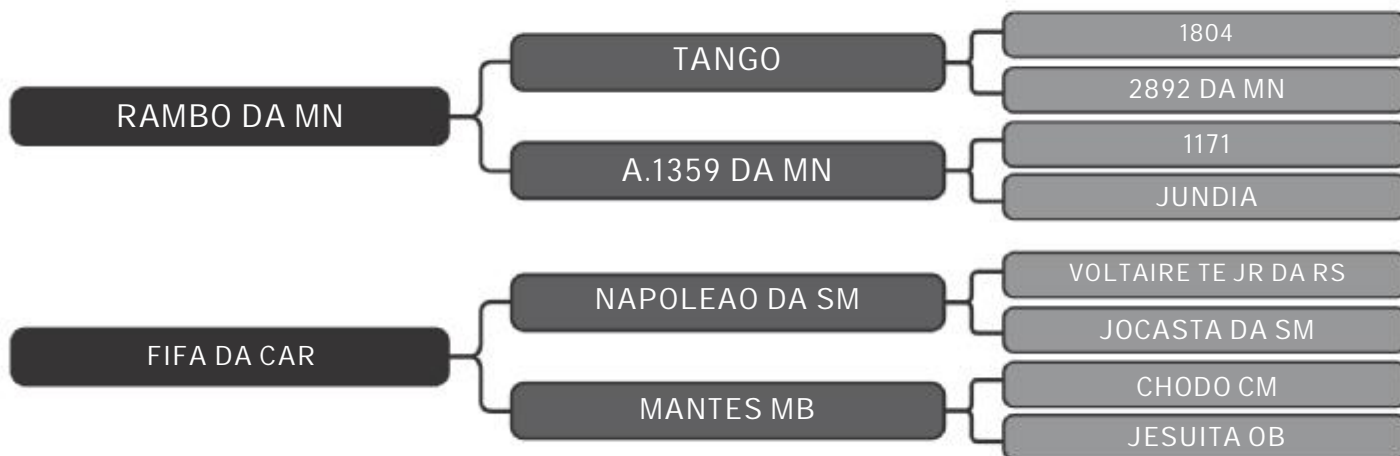 RAMBO DA MN
TANGO
1804
2892 DA MN
A.1359 DA MN
1171
JUNDIA
FIFA DA CAR
NAPOLEAO DA SM
VOLTAIRE TE JR DA RS
JOCASTA DA SM
MANTES MB
CHODO CM
JESUITA OB